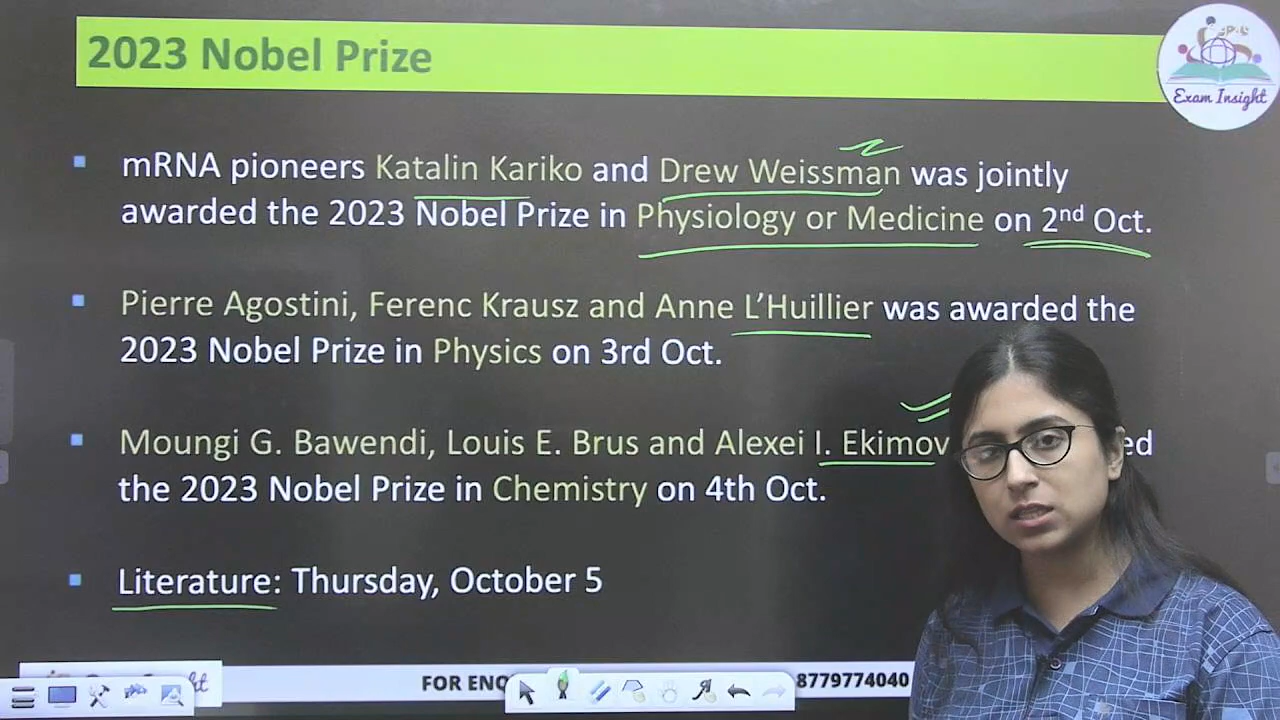 2023 Nobel Prize
Exam Insight
mRNA pioneers Katalin Kariko and Drew Weissman was jointly
awarded the 2023 Nobel Prize in Physiology or Medicine on 2nd Oct.
Pierre Agostini, Ferenc Krausz and Anne L’Huillier was awarded the
2023 Nobel Prize in Physics on 3rd Oct.
Moungi G. Bawendi, Louis E. Brus and Alexei I. Ekimov
the 2023 Nobel Prize in Chemistry on 4th Oct.
Literature: Thursday, October 5
FOR 8779774040